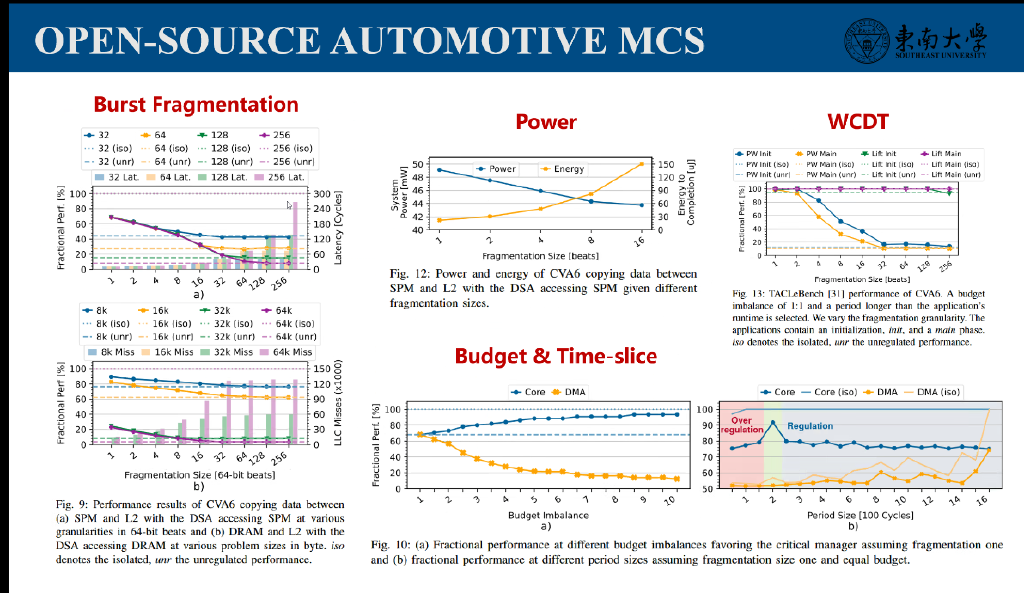 OPEN-SOURCE AUTOMOTIVE MCS
東南大學
SOUTHEAST UNIVERSITY
Burst Fragmentation
32 64 128 256
32 (iso) 64 (iso) 128 (iso) 256 (iso)
32 (unr) 64 (unr) 128 (unr) 256 (unr)
32 Lat. 64 Lat. 128 Lat. 256 Lat.
Fractional Perf. [%]
100
80
60
40
20
0
300
240
180
120
60
0
Latency [Cycles]
1 2 4 8 16 32 64 128 256
a)
8k 16k 32k 64k
8k (iso) 16k (iso) 32k (iso) 64k (iso)
8k (unr) 16k (unr) 32k (unr) 64k (unr)
8k Miss 16k Miss 32k Miss 64k Miss
Fractional Perf. [%]
100
80
60
40
20
0
150
120
90
60
30
0
LLC Misses (x1000)
1 2 4 8 16 32 64 128 256
Fragmentation Size [64-bit beats]
b)
Fig. 9: Performance results of CVA6 copying data between
(a) SPM and L2 with the DSA accessing SPM at various
granularities in 64-bit beats and (b) DRAM and L2 with the
DSA accessing DRAM at various problem sizes in byte. iso
denotes the isolated, unr the unregulated performance.
Power
Power Energy
System
Power [mW]
50
48
46
44
42
40
150
120
90
60
30
0
Energy to
Completion [uJ]
1 2 4 8 16
Fragmentation Size [beats]
Fig. 12: Power and energy of CVA6 copying data between
SPM and L2 with the DSA accessing SPM given different
fragmentation sizes.
WCDT
PW Init PW Main Lift Init Lift Main
PW Init (iso) PW Main (iso) Lift Init (iso) Lift Main (iso)
PW Init (unr) PW Main (unr) Lift Init (unr) Lift Main (unr)
Fractional Perf. [%]
100
80
60
40
20
0
1 2 4 8 16 32 64 128 256
Fragmentation Size [beats]
Fig. 13: TACLeBench [31] performance of CVA6. A budget
imbalance of 1:1 and a period longer than the application's
runtime is selected. We vary the fragmentation granularity. The
applications contain an initialization, init, and a main phase.
iso denotes the isolated, unr the unregulated performance.
Budget & Time-slice
Core DMA
Fractional Perf. [%]
100
80
60
40
20
0
1 2 3 4 5 6 7 8 9 10
Budget Imbalance
a)
Core Core (iso) DMA DMA (iso)
100
90
80
70
60
50
Over
regulation
Regulation
1 2 3 4 6 8 10 12 14 16
Period Size [100 Cycles]
b)
Fig. 10: (a) Fractional performance at different budget imbalances favoring the critical manager assuming fragmentation one
and (b) fractional performance at different period sizes assuming fragmentation size one and equal budget.